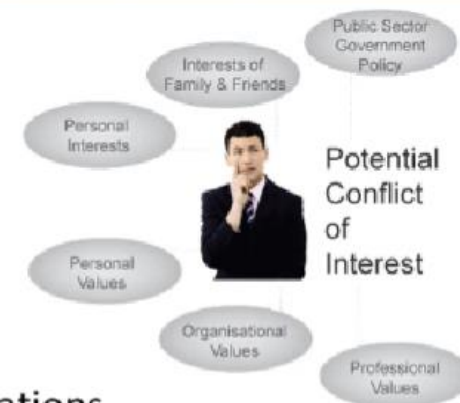 Public Sector
Government
Policy
Interests of
Family & Friends
Personal
Interests
Potential
Conflict
of
Interest
Personal
Values
Organisational
Values
Professional
Values